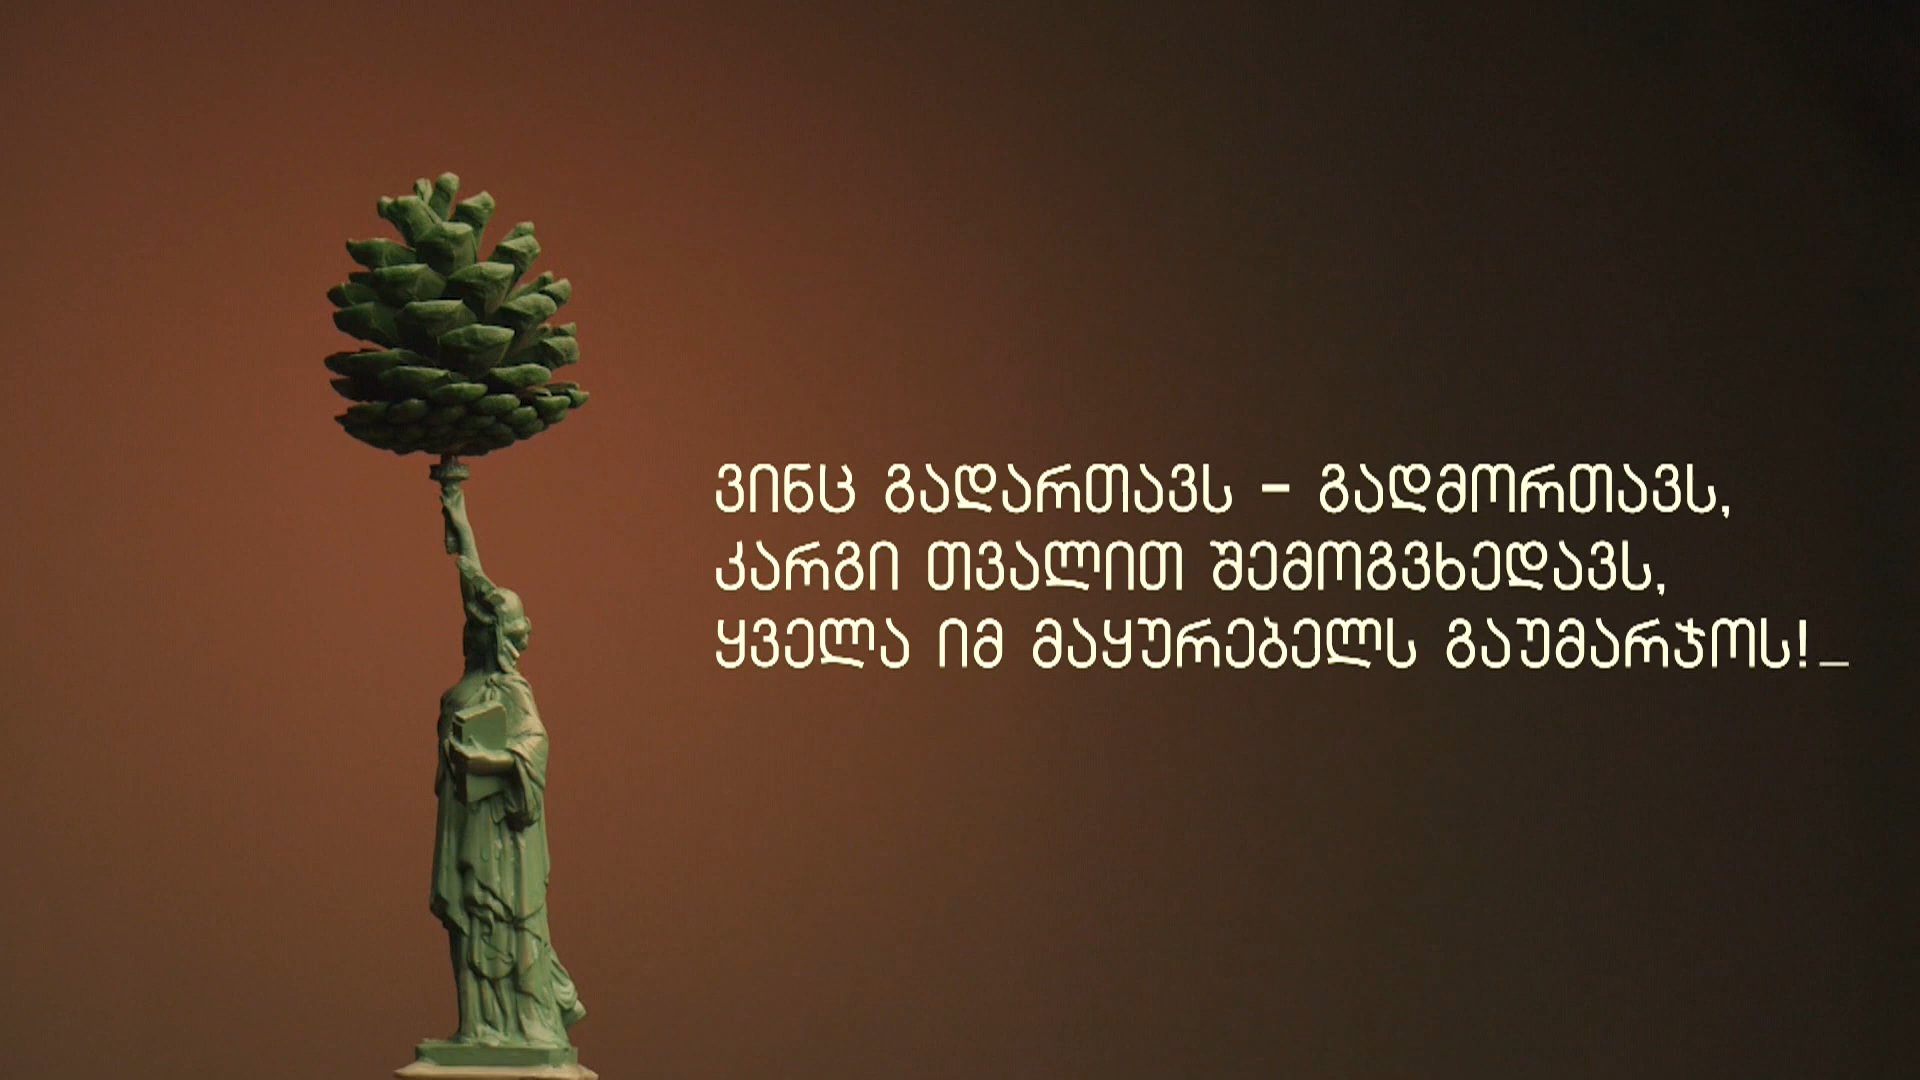 ვინც გადართავს - გადმორთავს,
კარგი თვალით შემოგვხედავს,
ყველა იმ მაყურებელს გაუმარჯოს!_